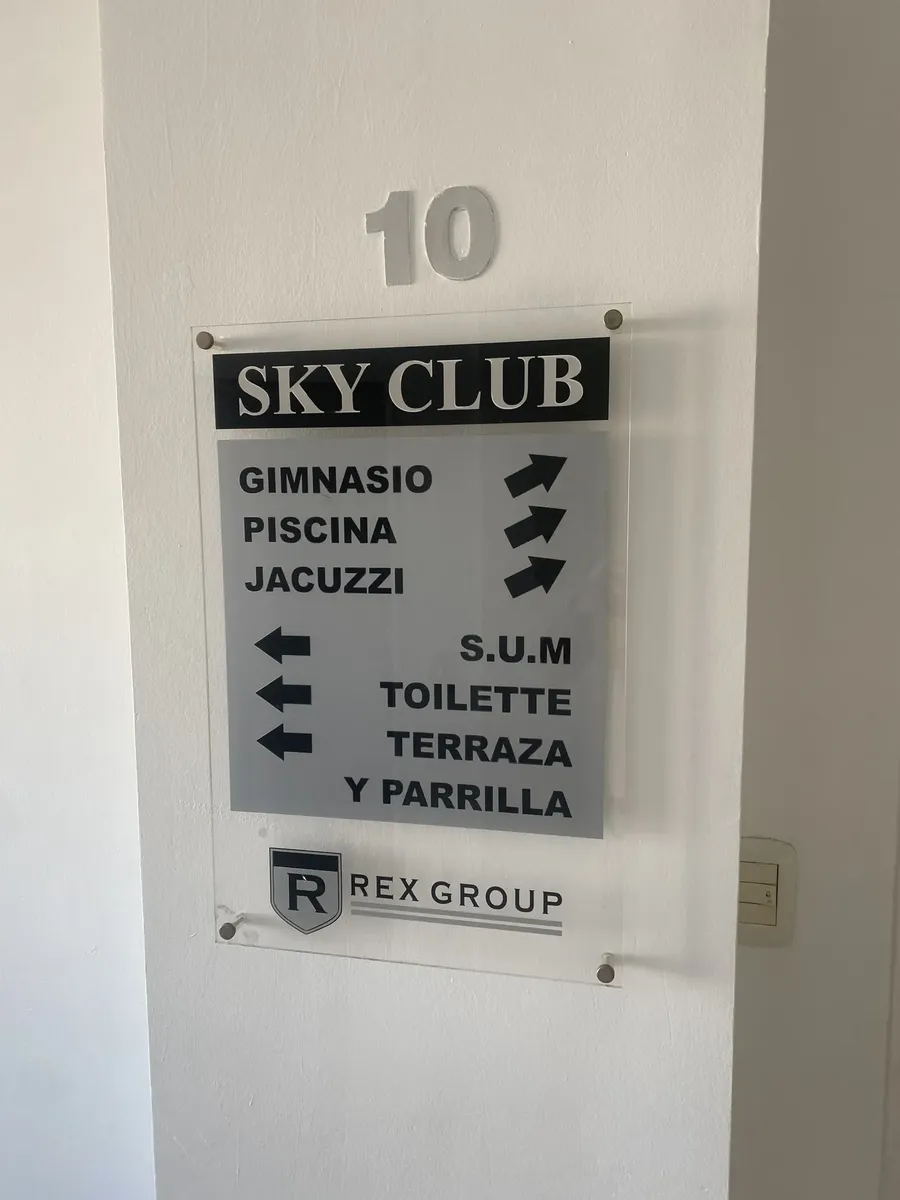 10
SKY CLUB
GIMNASIO
PISCINA
JACUZZI
S.U.M
TOILETTE
TERRAZA
Y PARRILLA
R REX GROUP